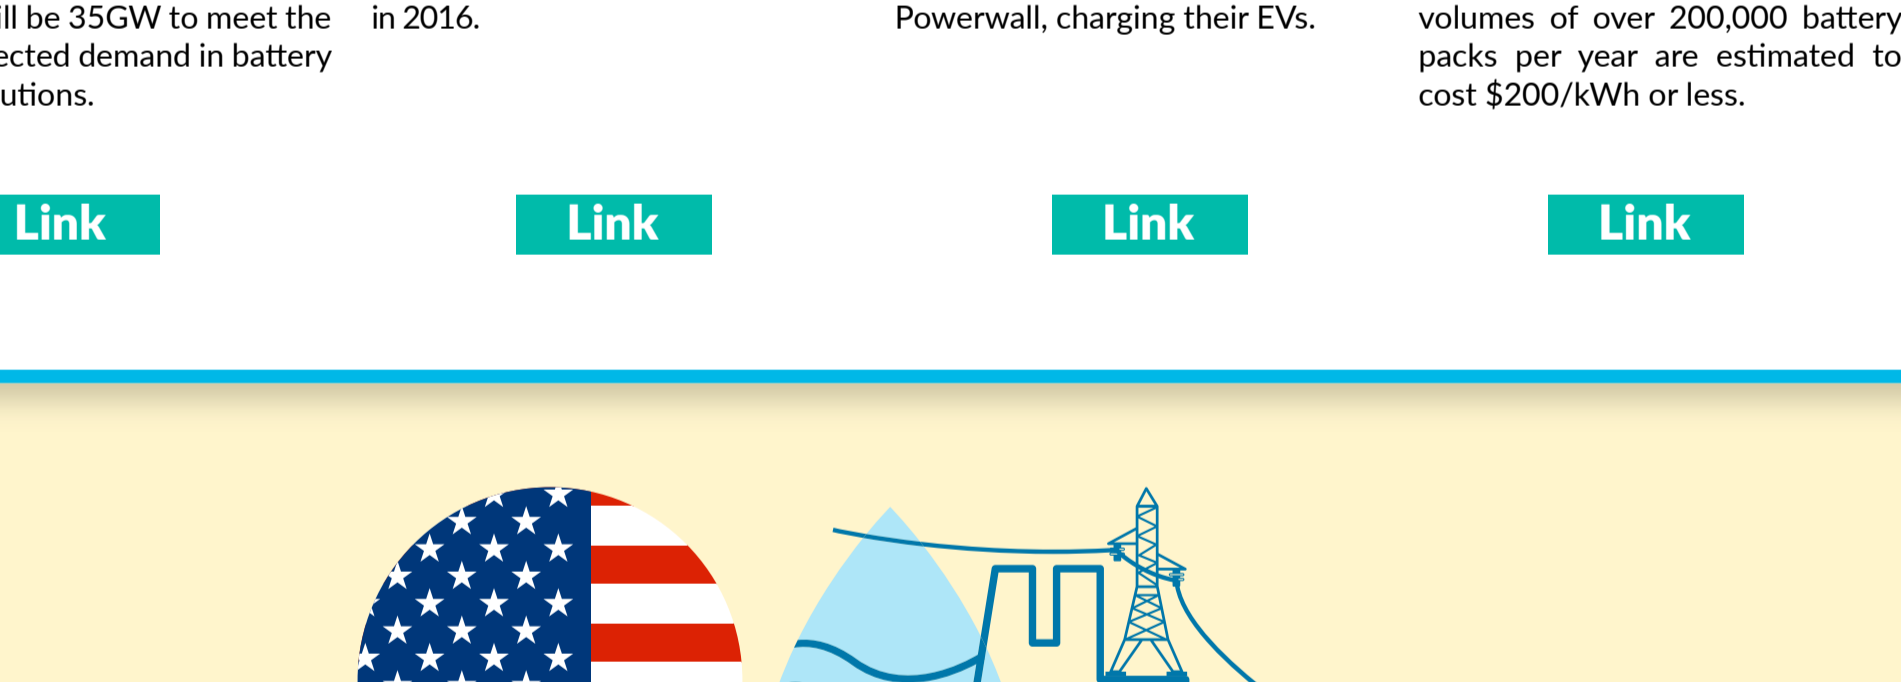 ill be 35GW to meet the
ected demand in battery
utions.
in 2016.
Powerwall, charging their EVs.
volumes of over 200,000 battery
packs per year are estimated to
cost $200/kWh or less.
Link
Link
Link
Link